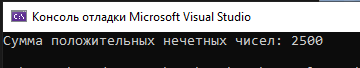 Консоль отладки Microsoft Visual Studio
Сумма положительных нечетных чисел: 2500